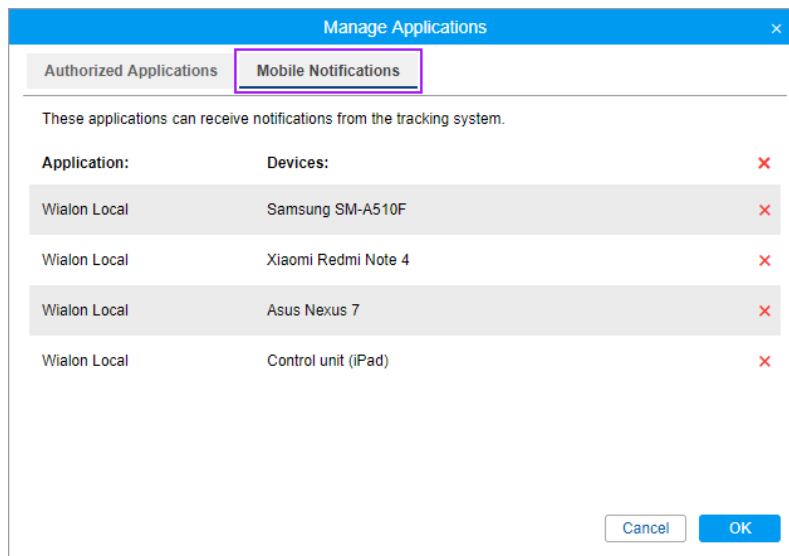 Manage Applications
Authorized Applications Mobile Notifications
These applications can receive notifications from the tracking system.
Application: Devices:
Wialon Local Samsung SM-A510F
Wialon Local Xiaomi Redmi Note 4
Wialon Local Asus Nexus 7
Wialon Local Control unit (iPad)
Cancel OK